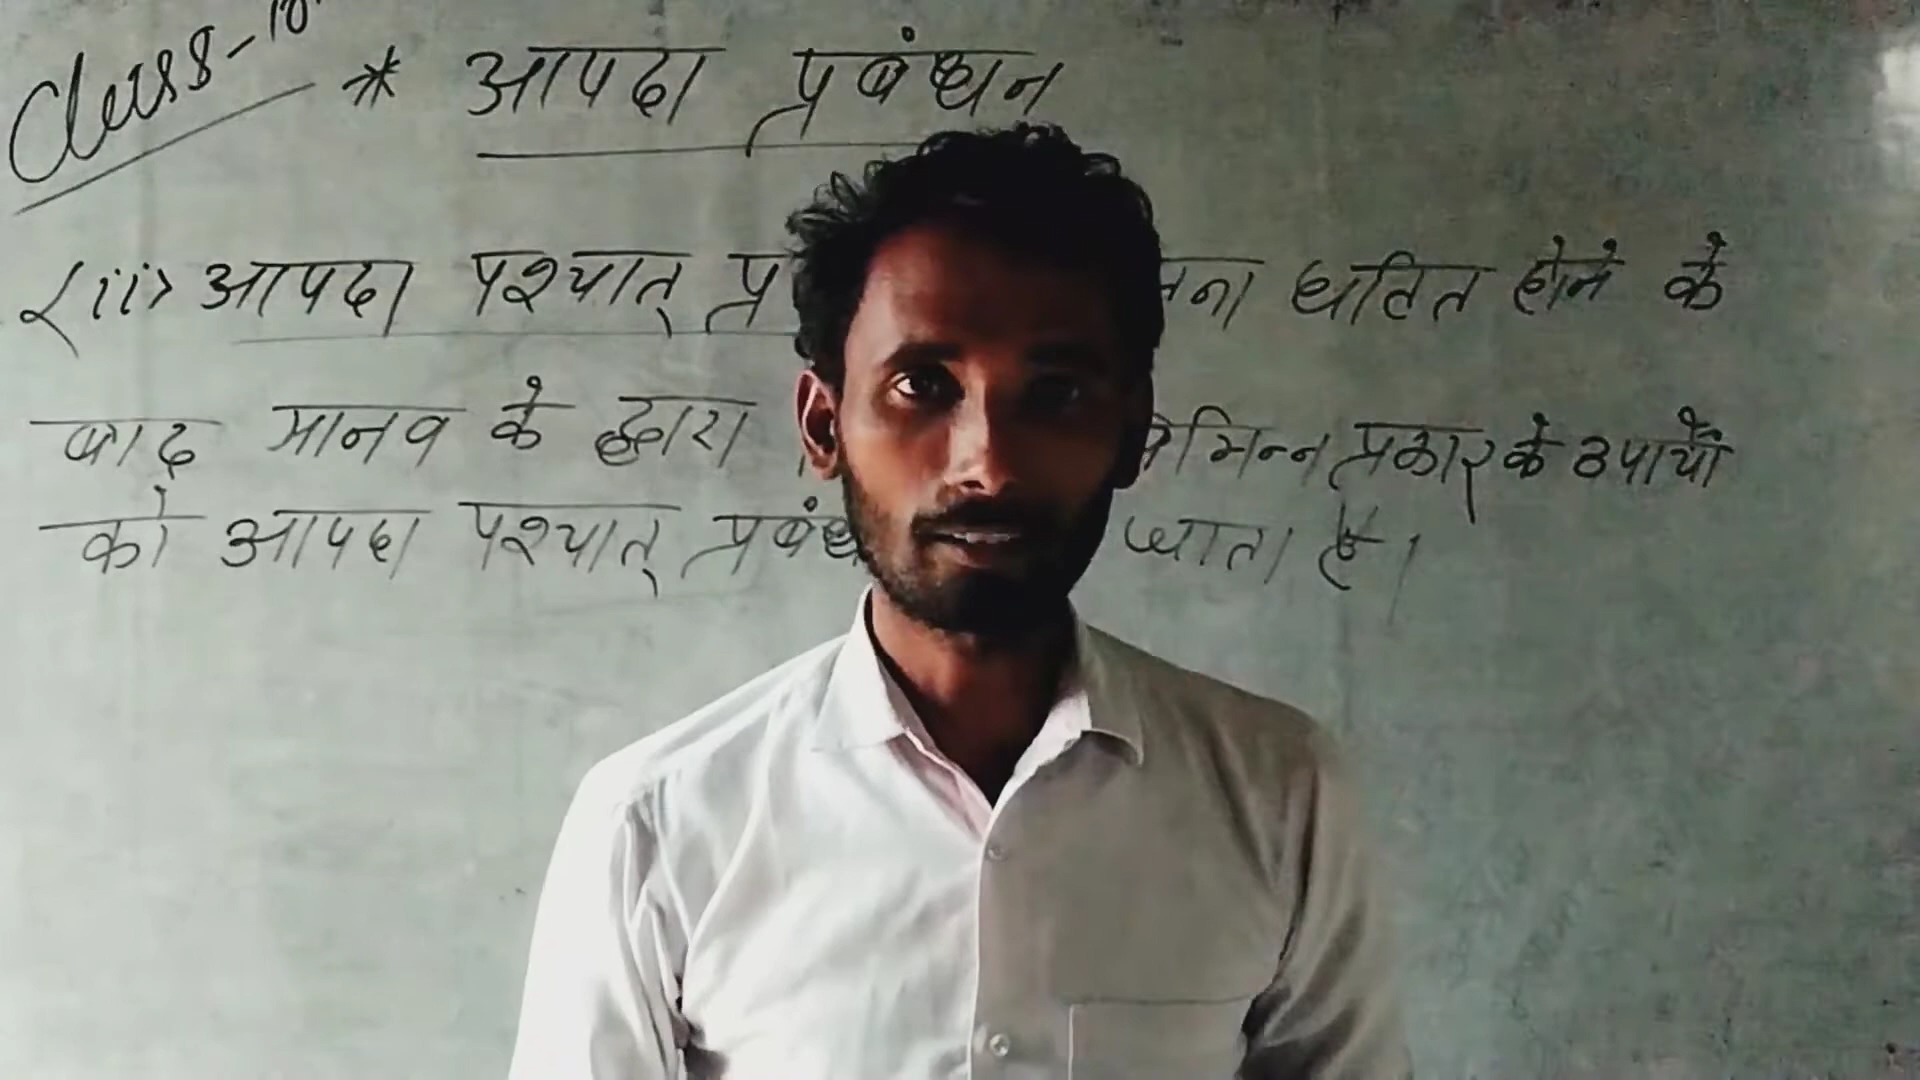 Class-10
* आपदा प्रबंधन
(ii) आपदा पश्चात् प्र ना घटित होने के
बाद मानव के द्वारा भिन्न प्रकार के उपायों
को आपदा पश्चात् प्रबंध जाता है।